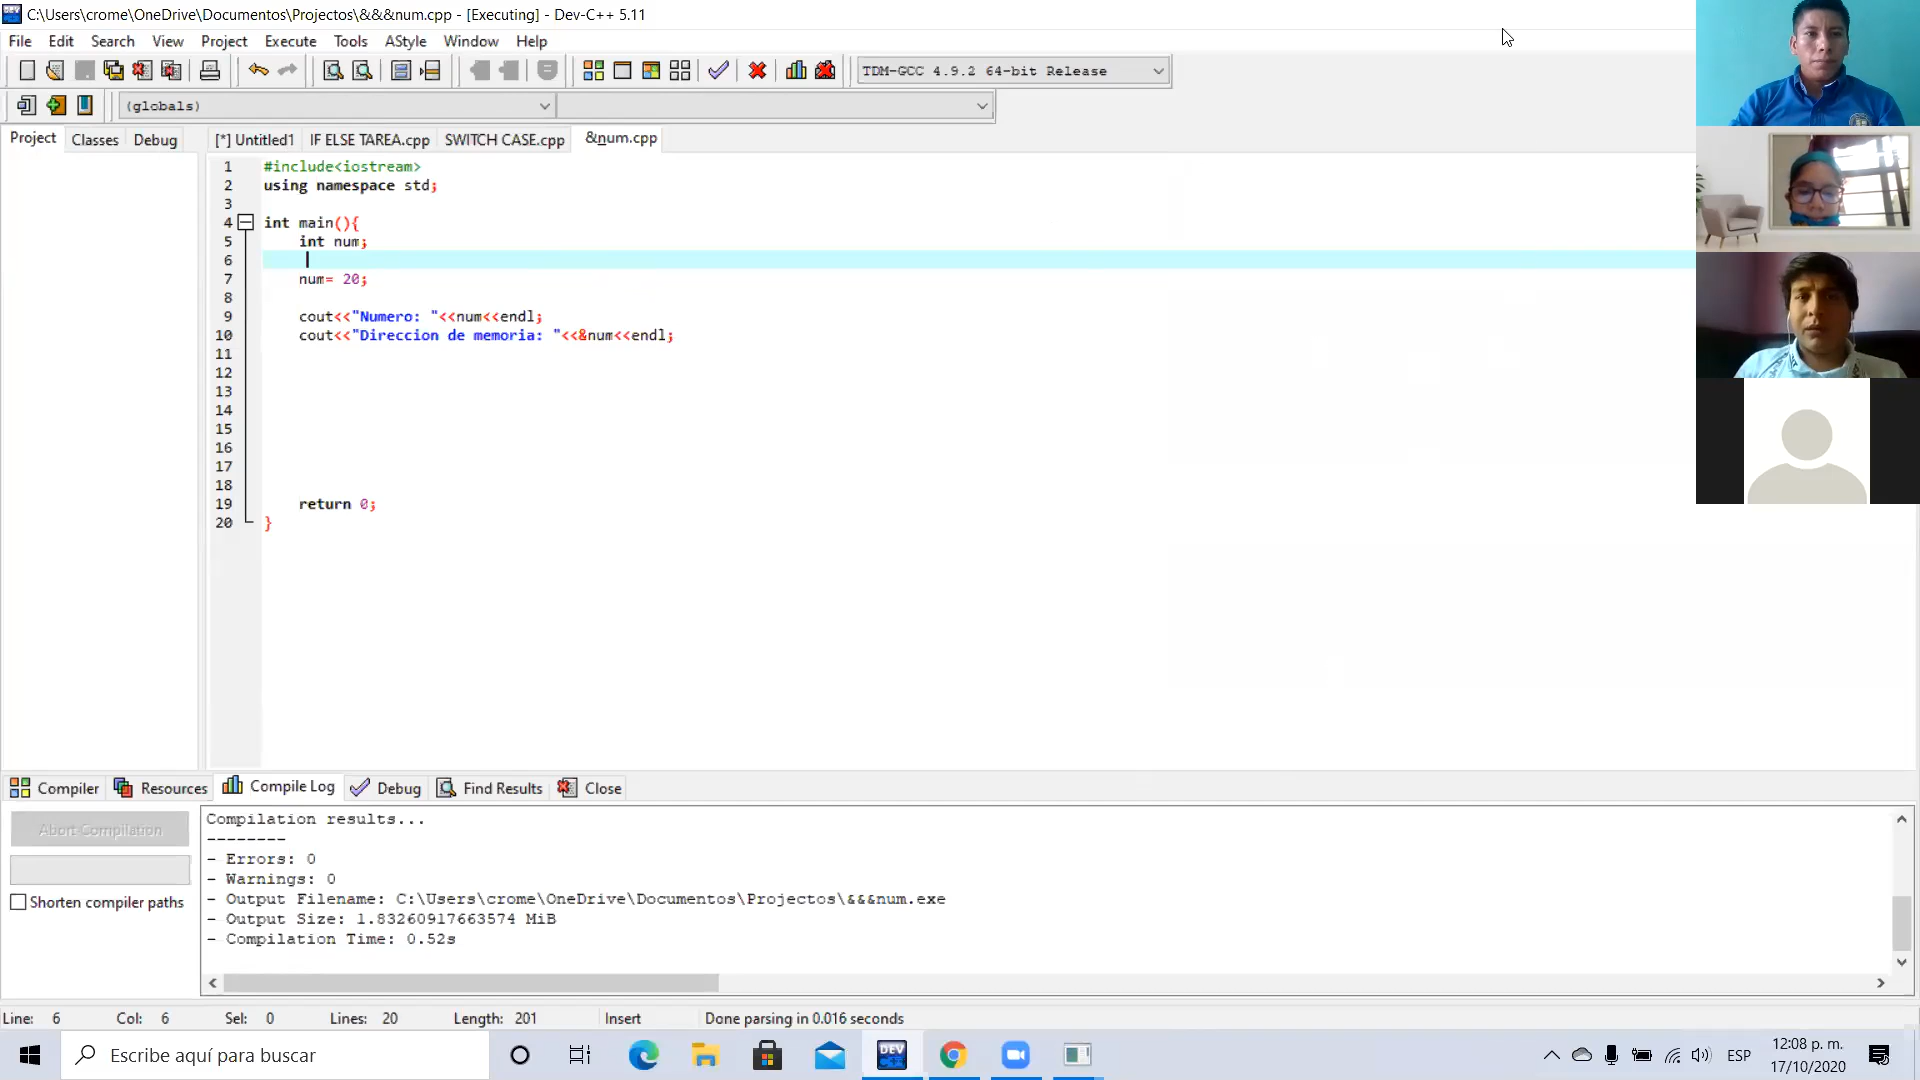 C:\Users\crome\OneDrive\Documentos\Projectos\&&&num.cpp - [Executing] - Dev-C++ 5.11
File Edit Search View Project Execute Tools AStyle Window Help
TDM-GCC 4.9.2 64-bit Release
(globals)
Project Classes Debug [*] Untitled1 IF ELSE TAREA.cpp SWITCH CASE.cpp &num.cpp
1 #include<iostream>
2 using namespace std;
3
4 int main(){
5 int num;
6
7 num= 20;
8
9 cout<<"Numero: "<<num<<endl;
10 cout<<"Direccion de memoria: "<<&num<<endl;
11
12
13
14
15
16
17
18
19 return 0;
20 }
Compiler Resources Compile Log Debug Find Results Close
Abort Compilation
Shorten compiler paths
Compilation results...
--------
- Errors: 0
- Warnings: 0
- Output Filename: C:\Users\crome\OneDrive\Documentos\Projectos\&&&num.exe
- Output Size: 1.83260917663574 MiB
- Compilation Time: 0.52s
Line: 6 Col: 6 Sel: 0 Lines: 20 Length: 201 Insert Done parsing in 0.016 seconds
Escribe aquí para buscar
DEV
ESP
12:08 p. m.
17/10/2020